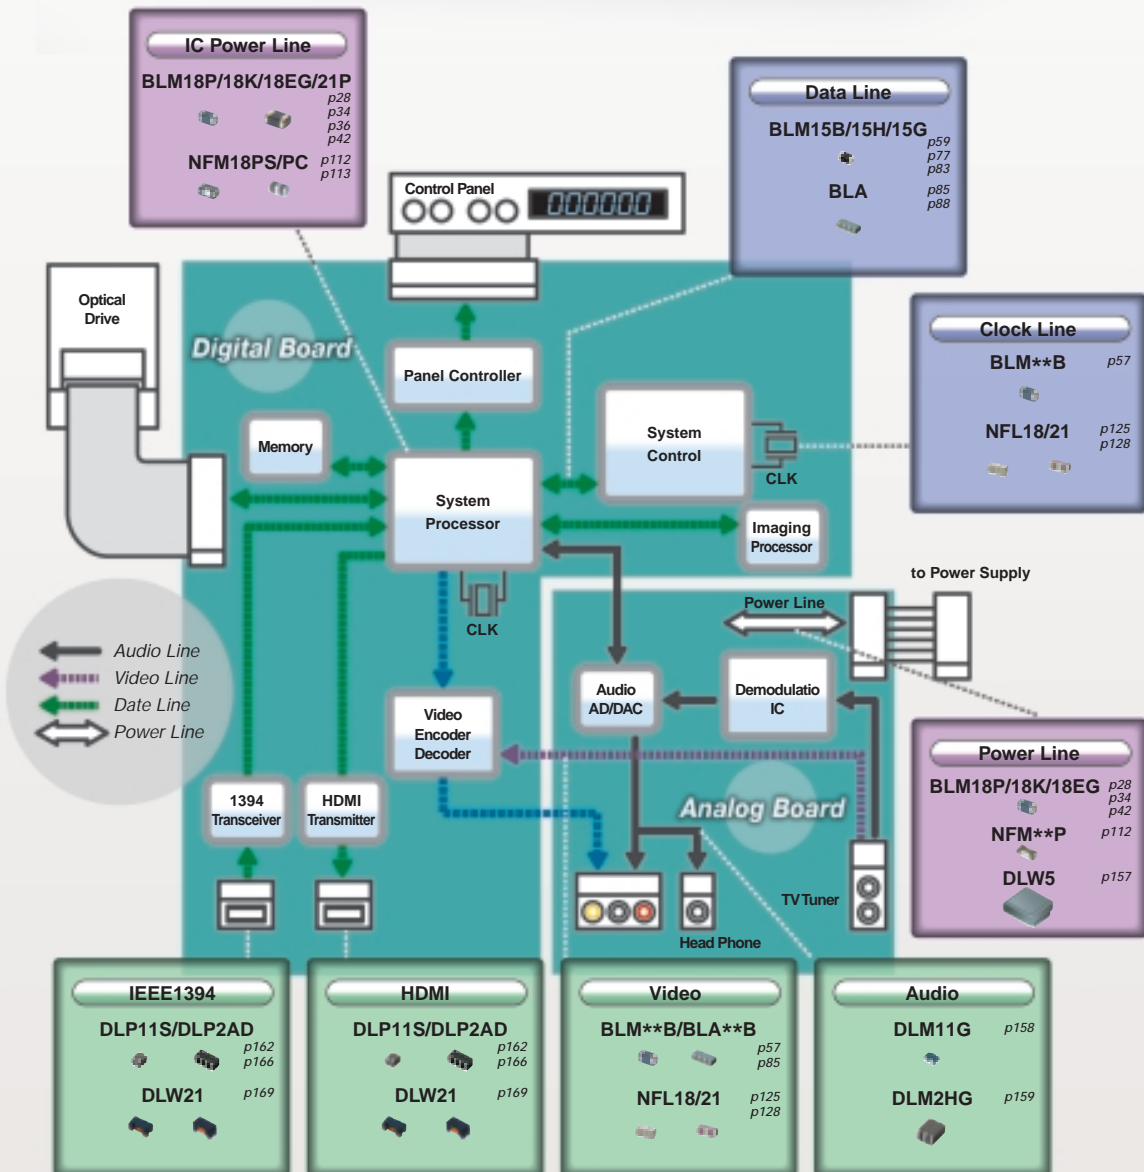 IC Power Line
BLM18P/18K/18EG/21P
p28
p34
p36
p42
NFM18PS/PC
p112
p113
Data Line
BLM15B/15H/15G
p59
p77
p83
BLA
p85
p88
Control Panel
000000
Optical
Drive
Digital Board
Panel Controller
Clock Line
BLM**B p57
NFL18/21
p125
p128
Memory
System
Control
CLK
System
Processor
Imaging
Processor
CLK
to Power Supply
Power Line
Audio Line
Video Line
Date Line
Power Line
Audio
AD/DAC
Demodulatio
IC
Video
Encoder
Decoder
Power Line
BLM18P/18K/18EG
p28
p34
p42
NFM**P p112
DLW5 p157
1394
Transceiver
HDMI
Transmitter
Analog Board
TV Tuner
Head Phone
IEEE1394
DLP11S/DLP2AD
p162
p166
DLW21 p169
HDMI
DLP11S/DLP2AD
p162
p166
DLW21 p169
Video
BLM**B/BLA**B
p57
p85
NFL18/21
p125
p128
Audio
DLM11G p158
DLM2HG p159